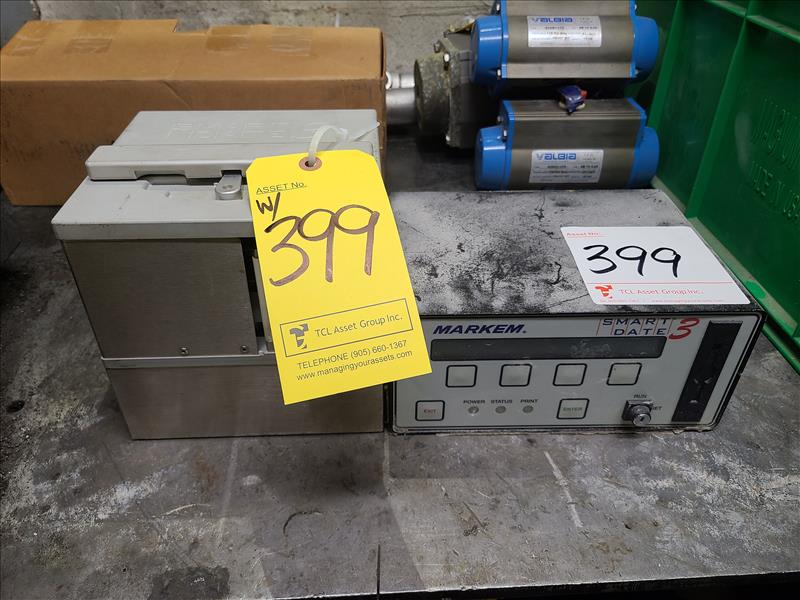 VALBIA
VALBIA
ASSET No.
W/
399
TCL Asset Group Inc.
TELEPHONE (905) 660-1367
www.managingyourassets.com
Asset No.
399
TCL Asset Group Inc.
MARKEM
SMART
DATE 3
POWER STATUS PRINT
EXIT
ENTER
RUN